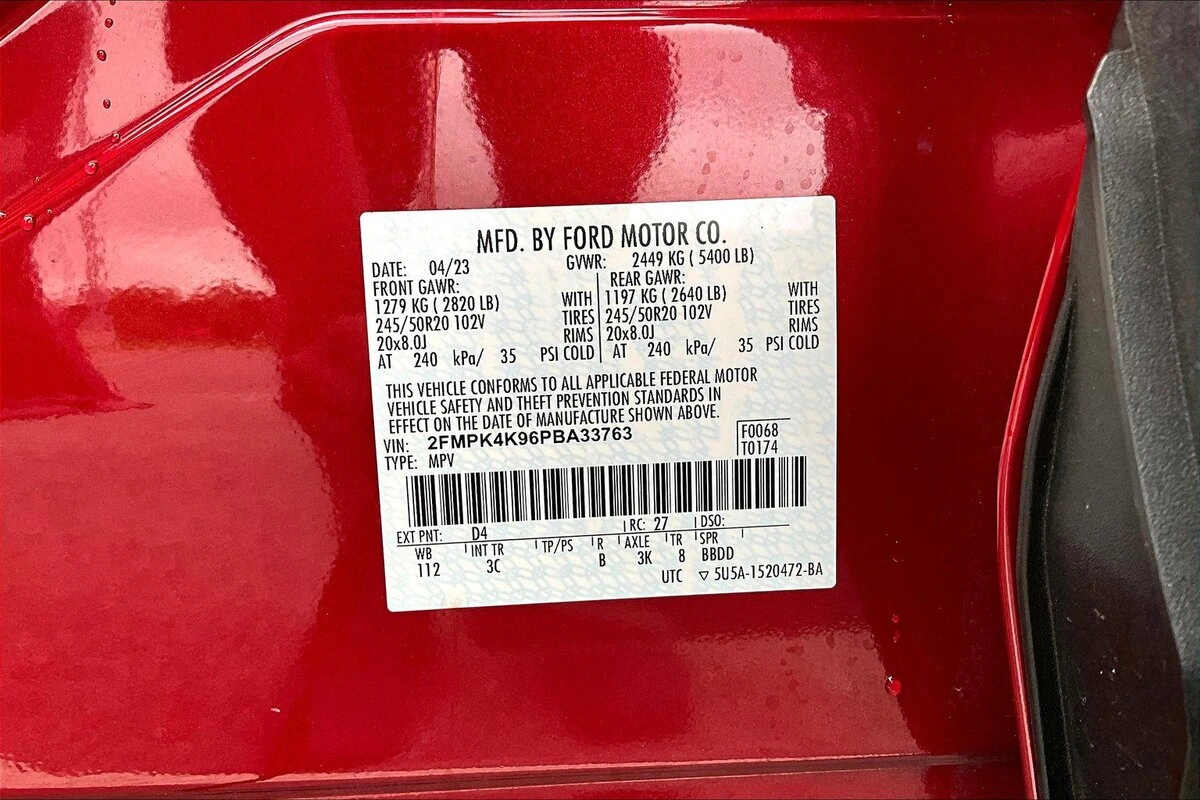 MFD. BY FORD MOTOR CO.
DATE: 04/23 GVWR: 2449 KG ( 5400 LB)
FRONT GAWR: REAR GAWR:
1279 KG ( 2820 LB) WITH 1197 KG ( 2640 LB) WITH
245/50R20 102V TIRES 245/50R20 102V TIRES
20x8.0J RIMS 20x8.0J RIMS
AT 240 kPa/ 35 PSI COLD AT 240 kPa/ 35 PSI COLD
THIS VEHICLE CONFORMS TO ALL APPLICABLE FEDERAL MOTOR
VEHICLE SAFETY AND THEFT PREVENTION STANDARDS IN
EFFECT ON THE DATE OF MANUFACTURE SHOWN ABOVE.
VIN: 2FMPK4K96PBA33763 F0068
TYPE: MPV T0174
EXT PNT: D4 RC: 27 DSO:
WB INT TR TP/PS R AXLE TR SPR
112 3C B 3K 8 BBDD
UTC ▽ 5U5A-1520472-BA